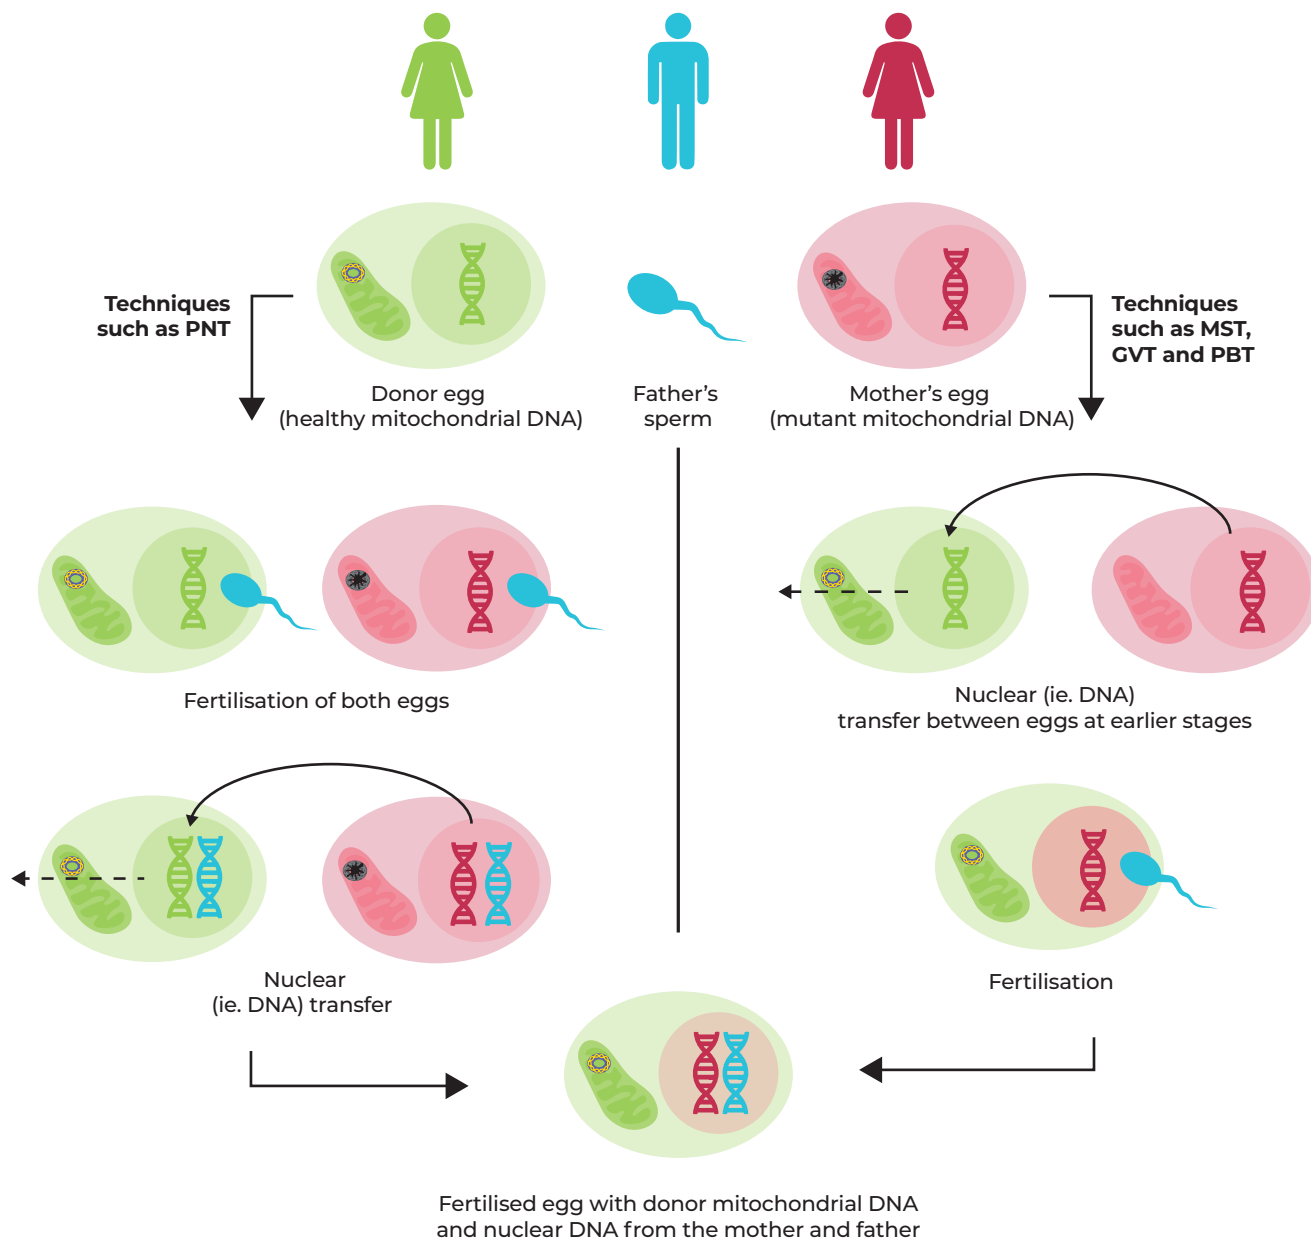 Techniques
such as PNT
Donor egg
(healthy mitochondrial DNA)
Father's
sperm
Mother's egg
(mutant mitochondrial DNA)
Techniques
such as MST,
GVT and PBT
Fertilisation of both eggs
Nuclear (ie. DNA)
transfer between eggs at earlier stages
Nuclear
(ie. DNA) transfer
Fertilisation
Fertilised egg with donor mitochondrial DNA
and nuclear DNA from the mother and father